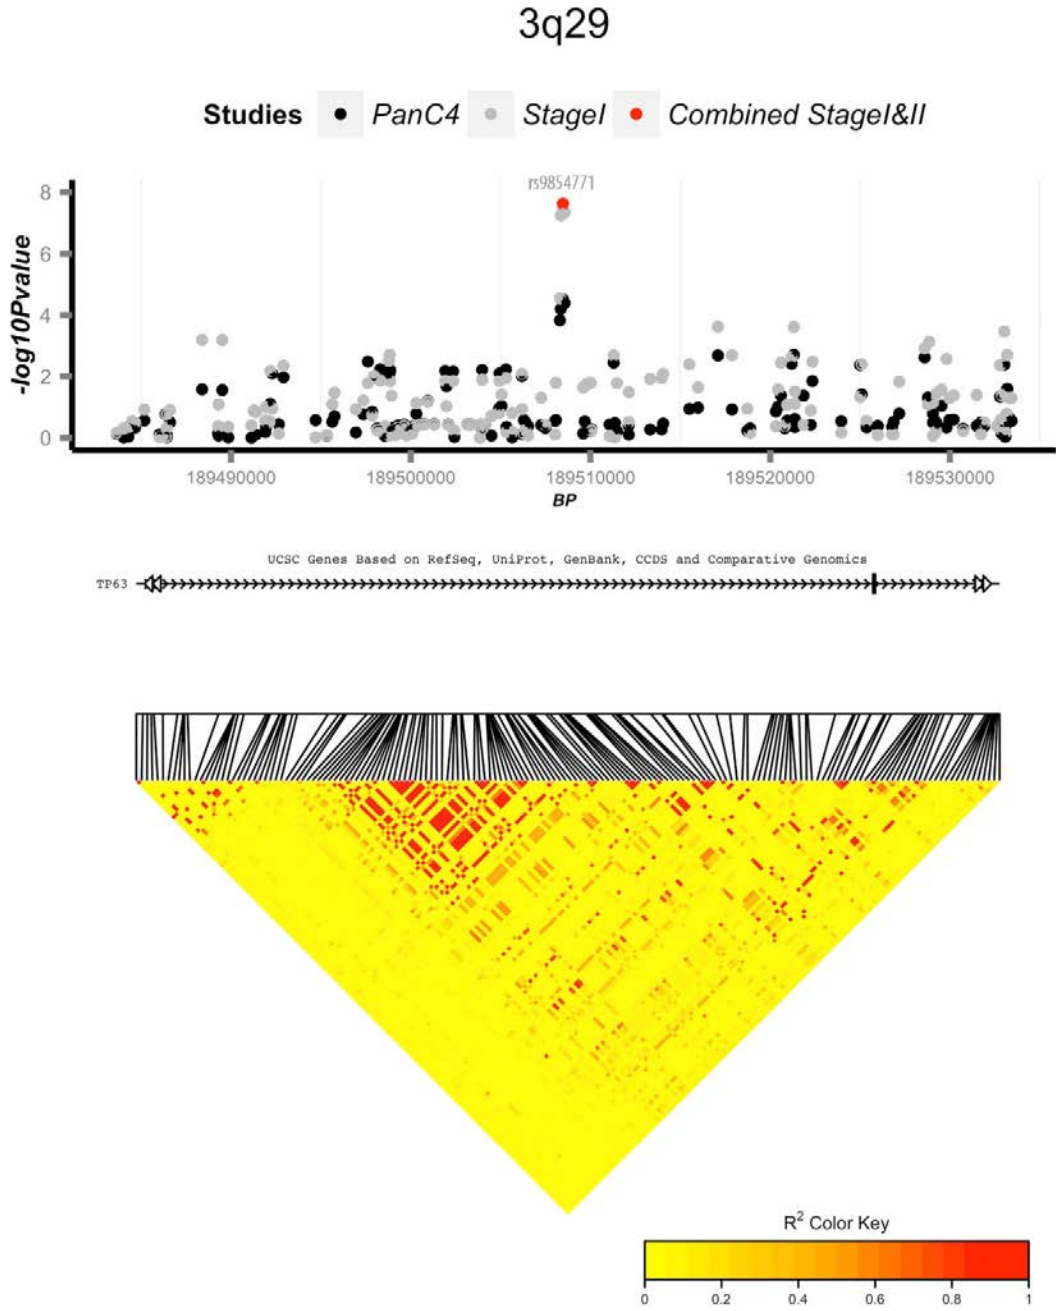 3q29
Studies PanC4 StageI Combined StageI&II
rs9854771
8
6
4
2
0
-log10Pvalue
189490000 189500000 189510000 189520000 189530000
BP
UCSC Genes Based on RefSeq, UniProt, GenBank, CCDS and Comparative Genomics
TP63
R2 Color Key
0 0.2 0.4 0.6 0.8 1